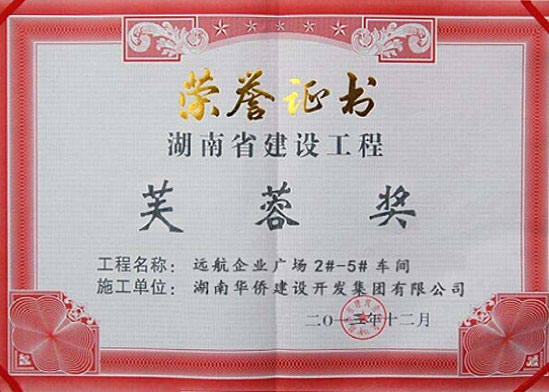 荣誉证书
湖南省建设工程
芙蓉奖
工程名称：远航企业广场2#-5#车间
施工单位：湖南华侨建设开发集团有限公司
二〇一三年十二月